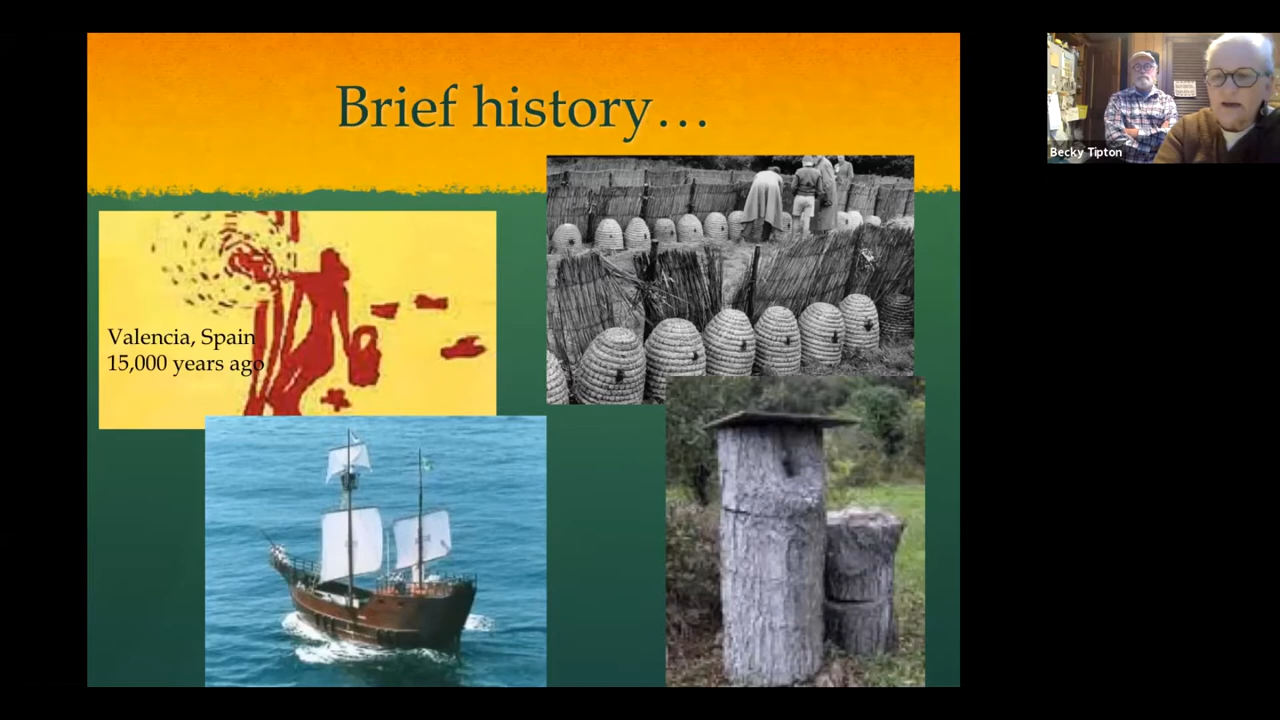 Brief history…
Valencia, Spain
15,000 years ago
Becky Tipton